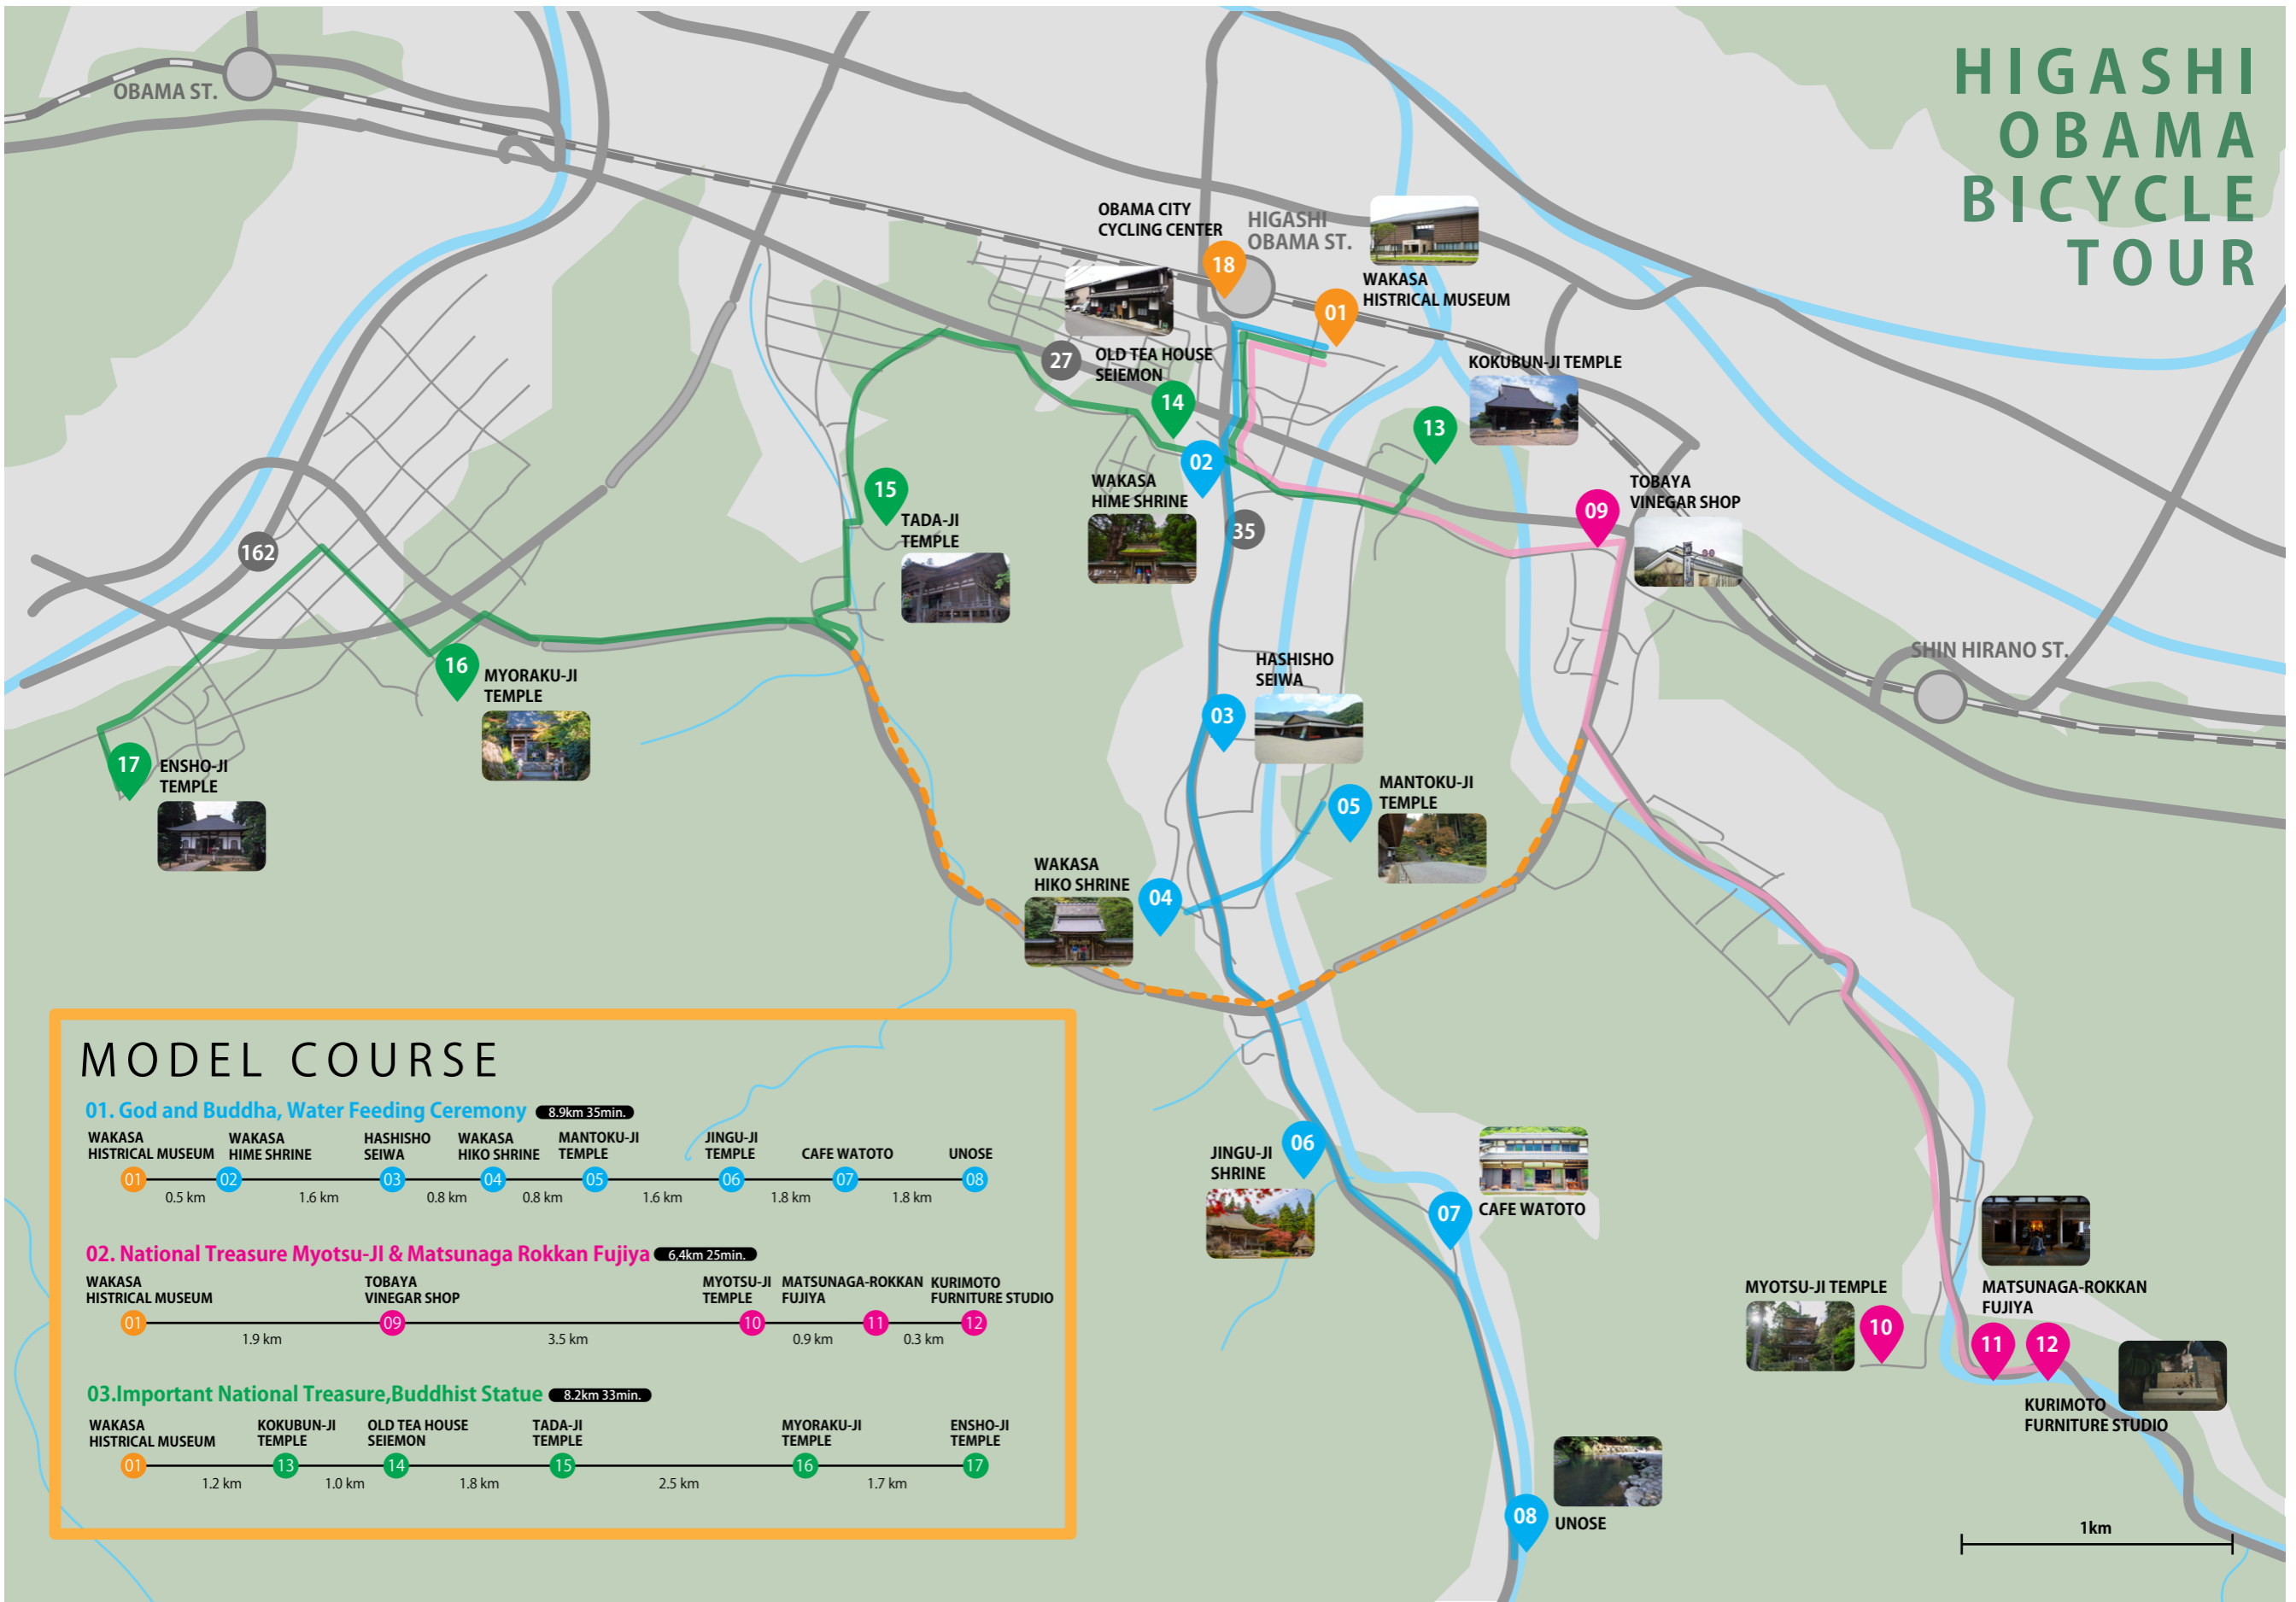 HIGASHI
OBAMA
BICYCLE
TOUR
OBAMA ST.
OBAMA CITY
CYCLING CENTER
18
HIGASHI
OBAMA ST.
WAKASA
HISTRICAL MUSEUM
01
27
OLD TEA HOUSE
SEIEMON
14
KOKUBUN-JI TEMPLE
13
02
WAKASA
HIME SHRINE
35
TOBAYA
VINEGAR SHOP
09
15
TADA-JI
TEMPLE
162
16
MYORAKU-JI
TEMPLE
17
ENSHO-JI
TEMPLE
HASHISHO
SEIWA
03
SHIN HIRANO ST.
MANTOKU-JI
TEMPLE
05
WAKASA
HIKO SHRINE
04
06
JINGU-JI
SHRINE
07
CAFE WATOTO
MYOTSU-JI TEMPLE
10
MATSUNAGA-ROKKAN
FUJIYA
11
12
KURIMOTO
FURNITURE STUDIO
08
UNOSE
1km
MODEL COURSE
01. God and Buddha, Water Feeding Ceremony 8.9km 35min.
WAKASA
HISTRICAL MUSEUM
WAKASA
HIME SHRINE
HASHISHO
SEIWA
WAKASA
HIKO SHRINE
MANTOKU-JI
TEMPLE
JINGU-JI
TEMPLE
CAFE WATOTO
UNOSE
01 02 03 04 05 06 07 08
0.5 km 1.6 km 0.8 km 0.8 km 1.6 km 1.8 km 1.8 km
02. National Treasure Myotsu-JI & Matsunaga Rokkan Fujiya 6,4km 25min.
WAKASA
HISTRICAL MUSEUM
TOBAYA
VINEGAR SHOP
MYOTSU-JI
TEMPLE
MATSUNAGA-ROKKAN
FUJIYA
KURIMOTO
FURNITURE STUDIO
01 09 10 11 12
1.9 km 3.5 km 0.9 km 0.3 km
03.Important National Treasure,Buddhist Statue 8.2km 33min.
WAKASA
HISTRICAL MUSEUM
KOKUBUN-JI
TEMPLE
OLD TEA HOUSE
SEIEMON
TADA-JI
TEMPLE
MYORAKU-JI
TEMPLE
ENSHO-JI
TEMPLE
01 13 14 15 16 17
1.2 km 1.0 km 1.8 km 2.5 km 1.7 km